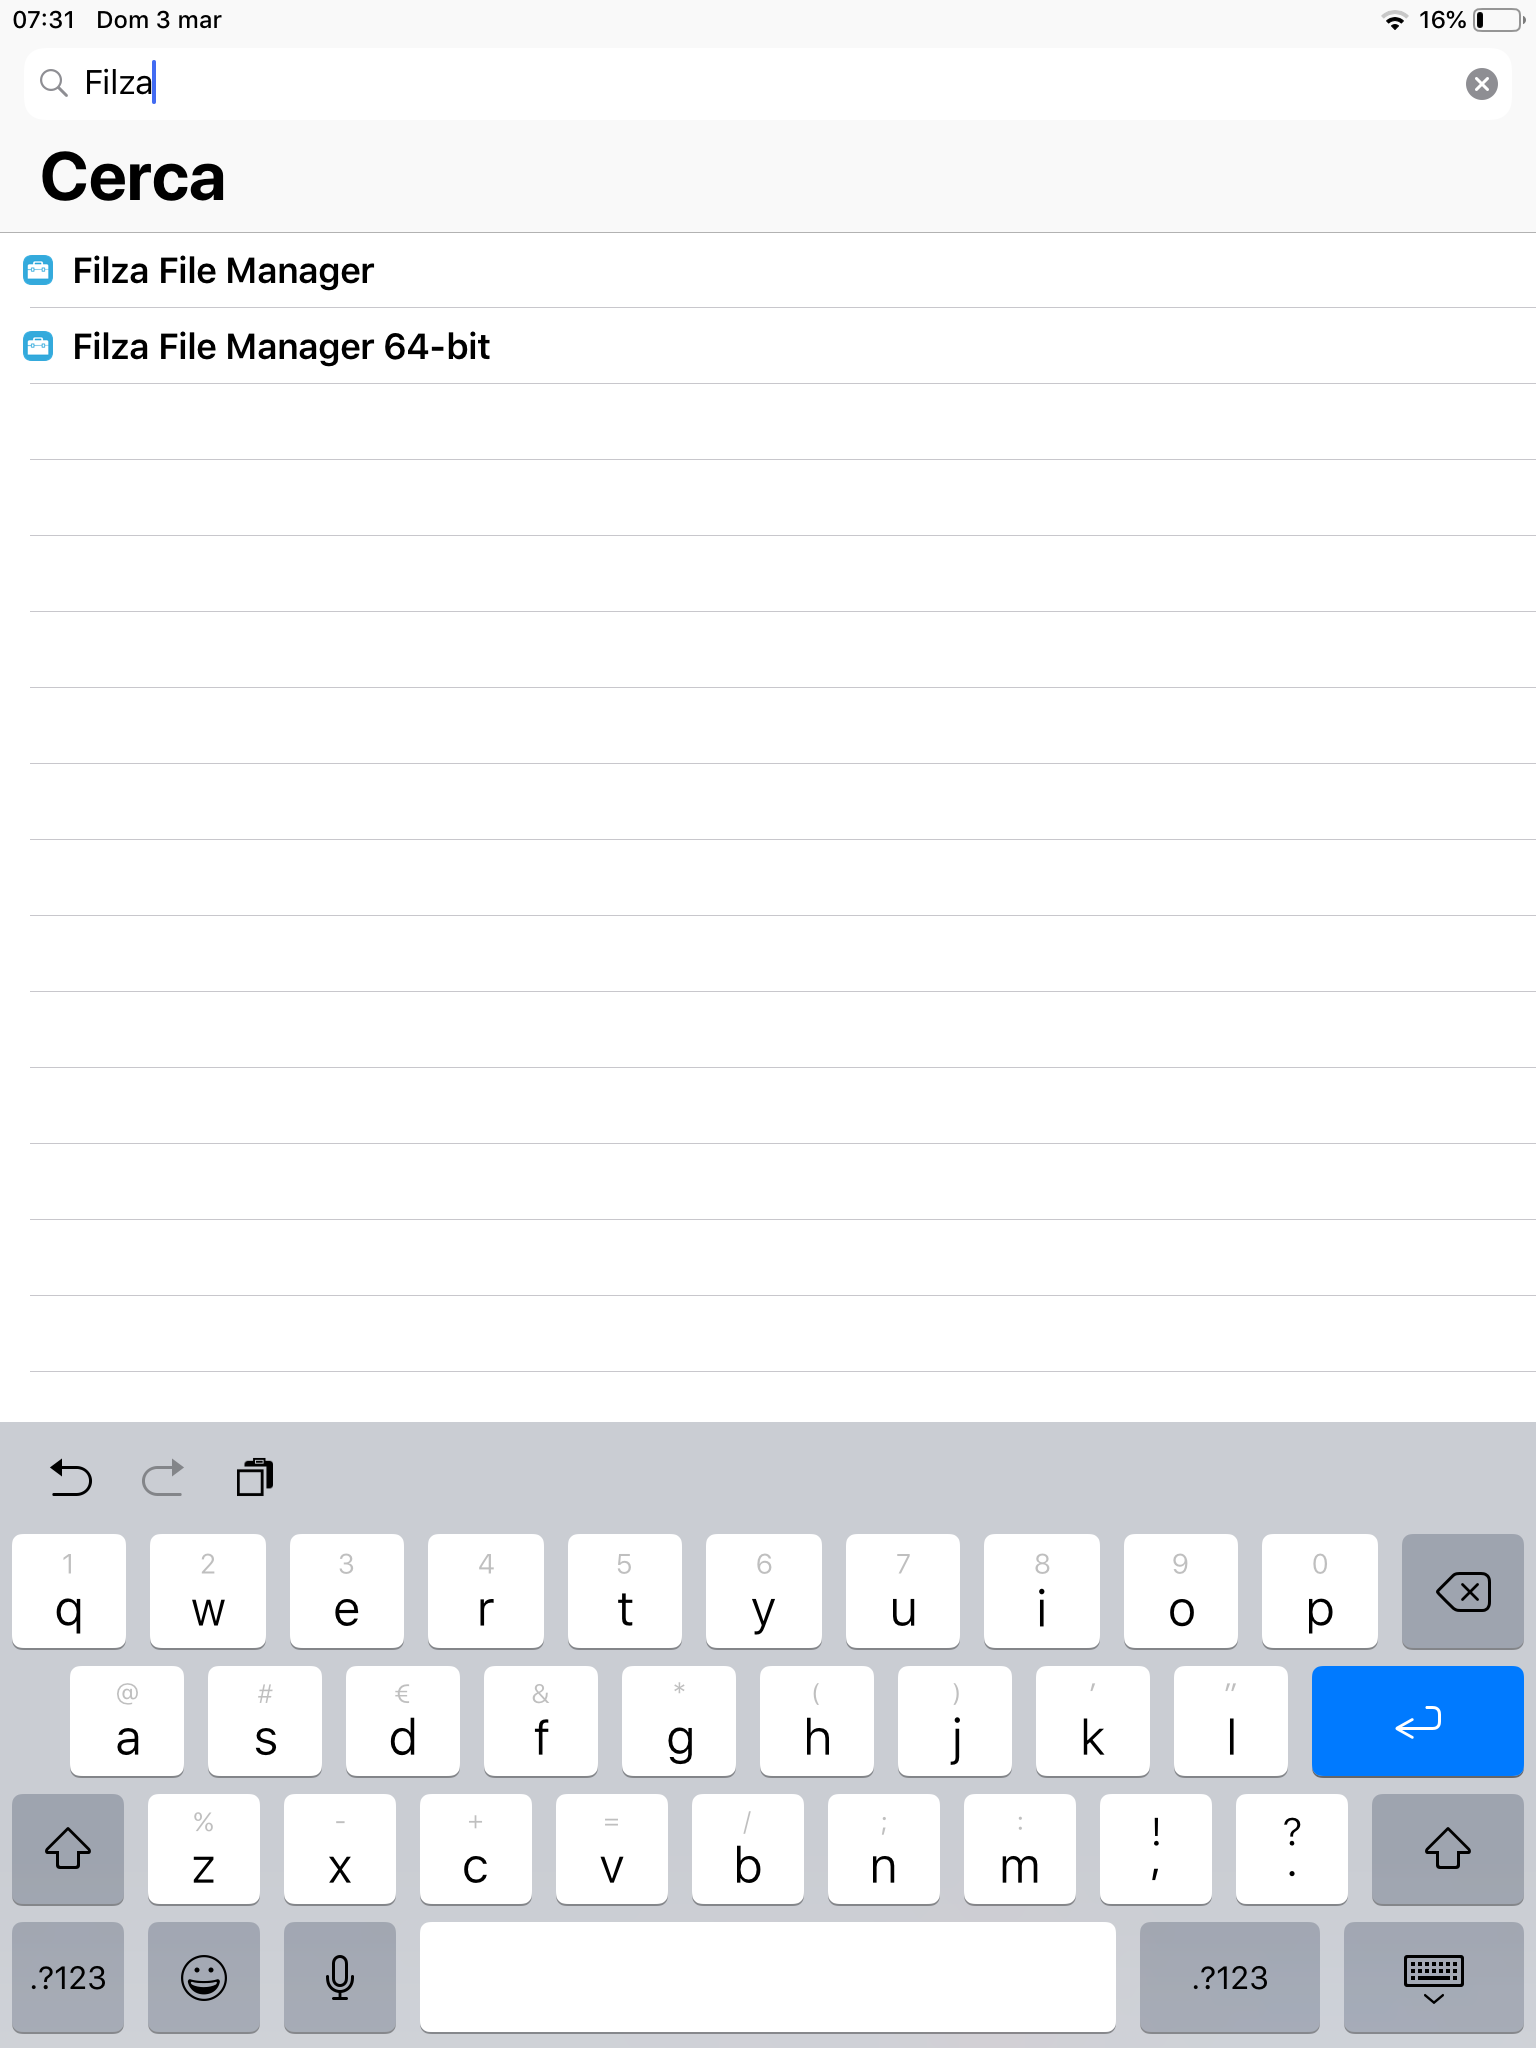 07:31 Dom 3 mar 16%
Filza
Cerca
Filza File Manager
Filza File Manager 64-bit
1 2 3 4 5 6 7 8 9 0
q w e r t y u i o p
@ # € & * ( ) ' "
a s d f g h j k l
% - + = / ; : ! ?
z x c v b n m , .
.?123 .?123